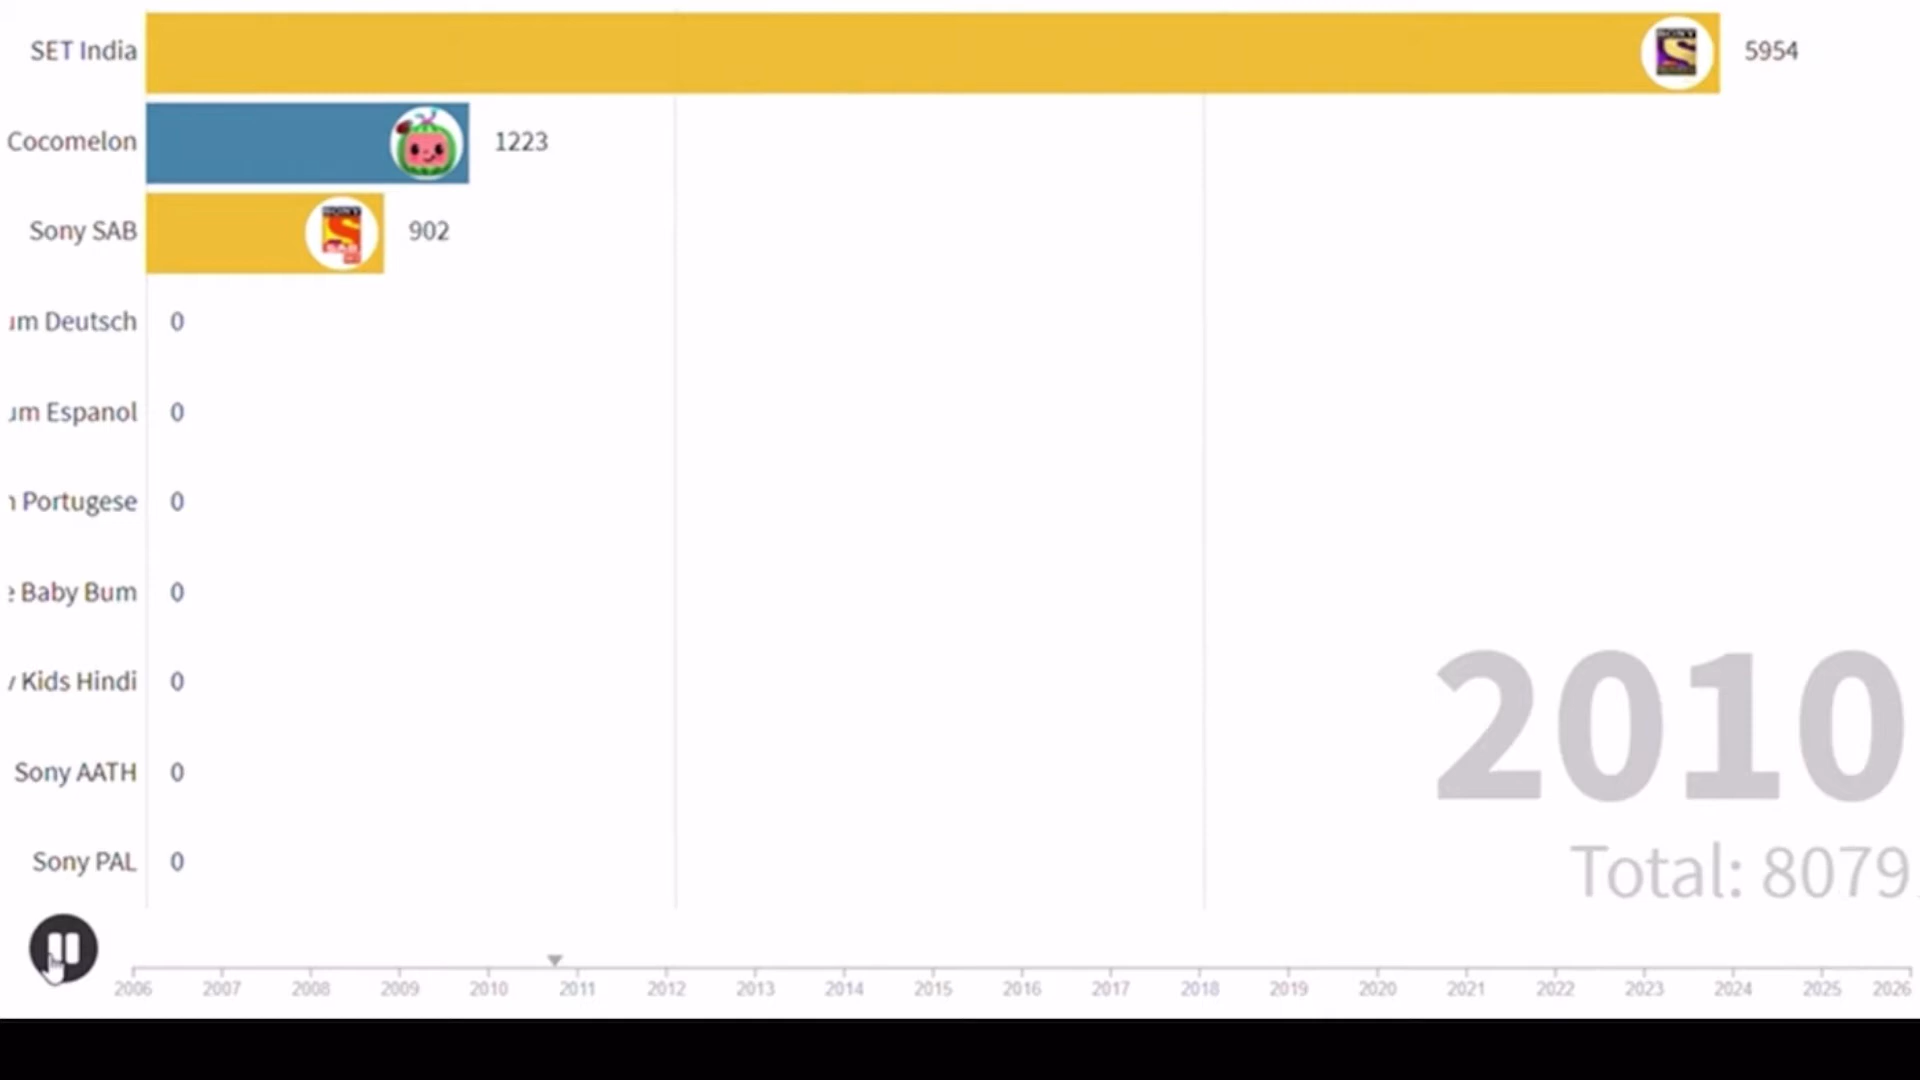 SET India 5954
Cocomelon 1223
Sony SAB 902
um Deutsch 0
um Espanol 0
Portugese 0
Baby Bum 0
Kids Hindi 0
Sony AATH 0
Sony PAL 0
2010
Total: 8079
2006 2007 2008 2009 2010 2011 2012 2013 2014 2015 2016 2017 2018 2019 2020 2021 2022 2023 2024 2025 2026